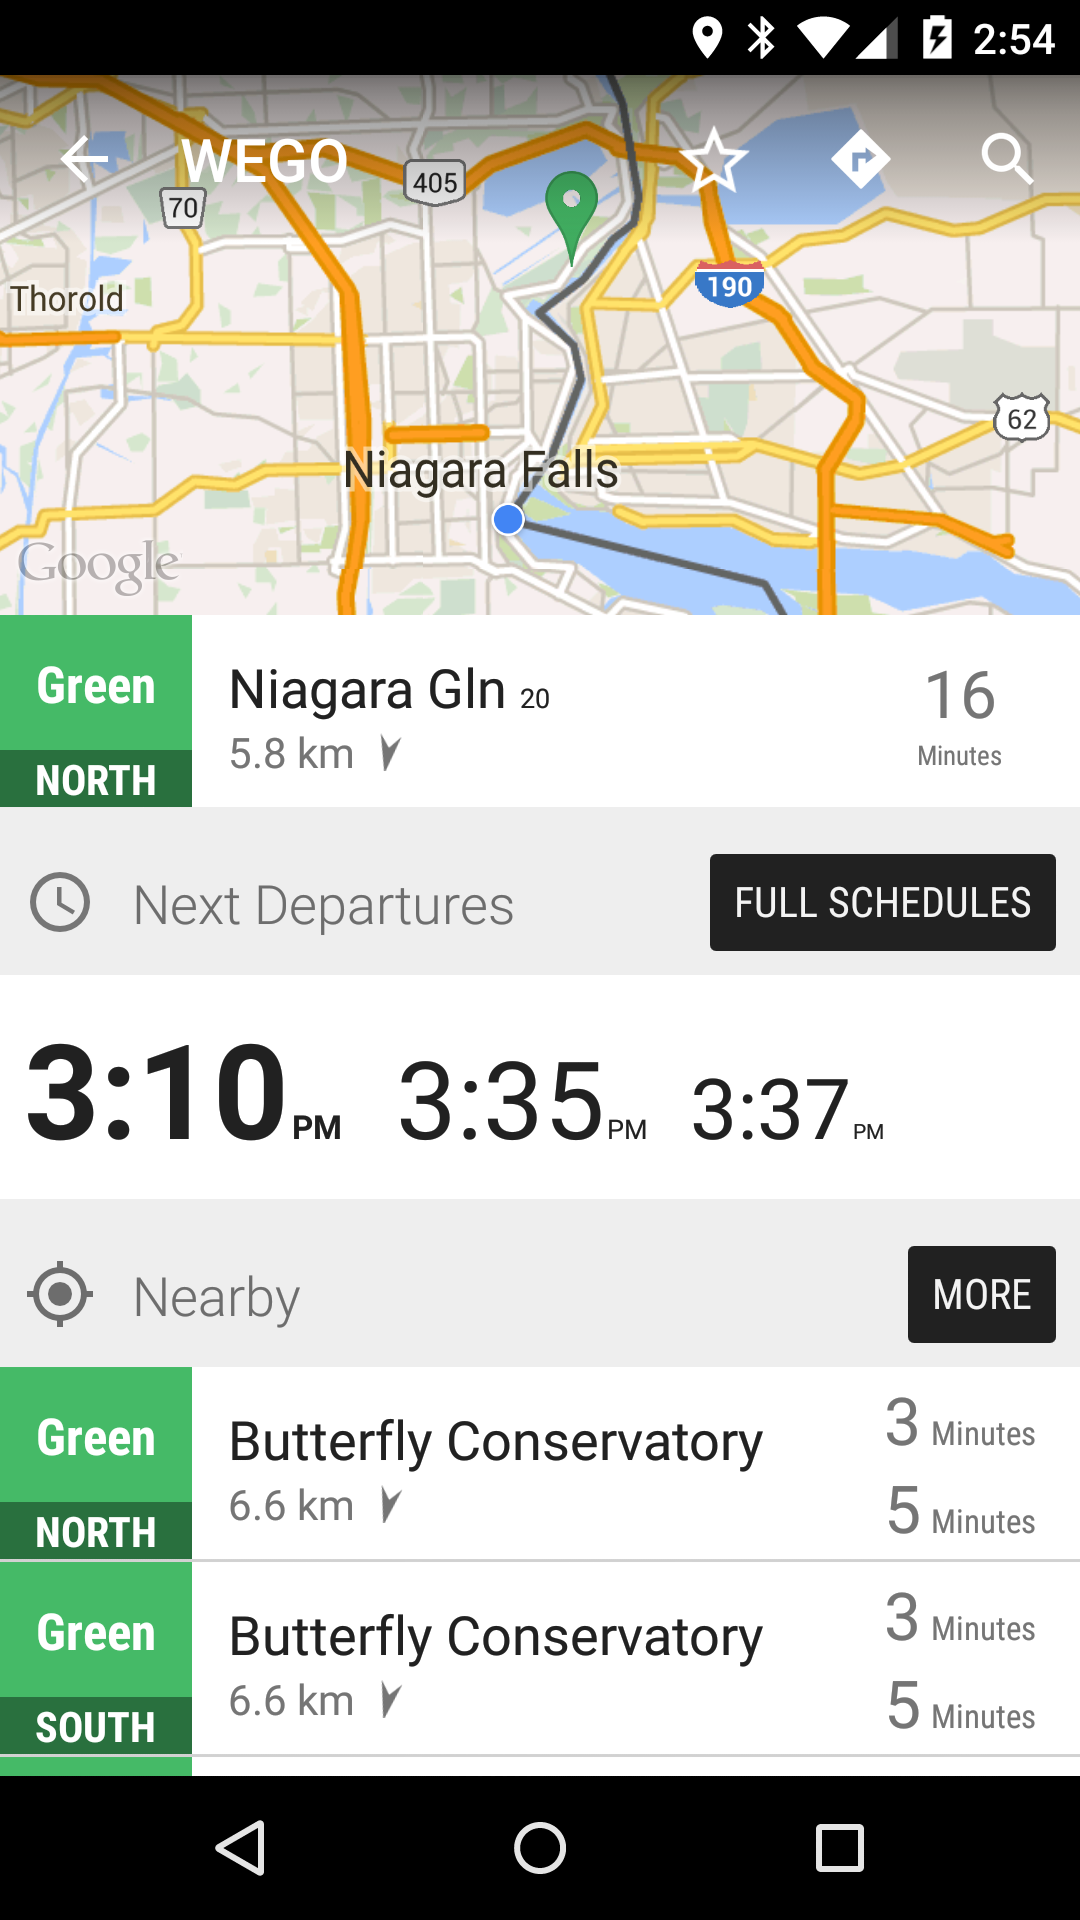 2:54
WEGO
405
70
190
Thorold
62
Niagara Falls
Google
Green
NORTH
Niagara Gln 20
5.8 km
16
Minutes
Next Departures
FULL SCHEDULES
3:10 PM 3:35 PM 3:37 PM
Nearby
MORE
Green
NORTH
Butterfly Conservatory
6.6 km
3 Minutes
5 Minutes
Green
SOUTH
Butterfly Conservatory
6.6 km
3 Minutes
5 Minutes